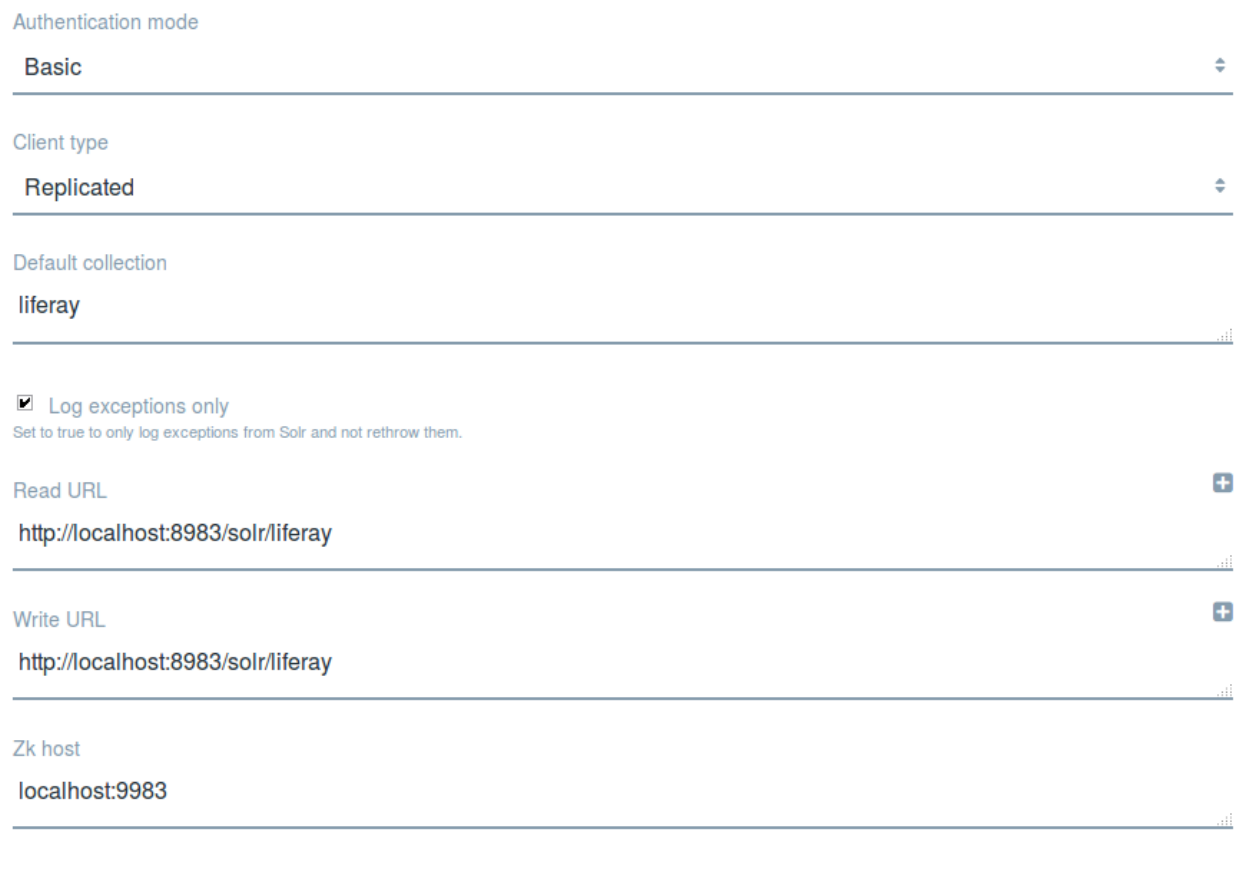 Authentication mode
Basic
Client type
Replicated
Default collection
liferay
Log exceptions only
Set to true to only log exceptions from Solr and not rethrow them.
Read URL
http://localhost:8983/solr/liferay
Write URL
http://localhost:8983/solr/liferay
Zk host
localhost:9983